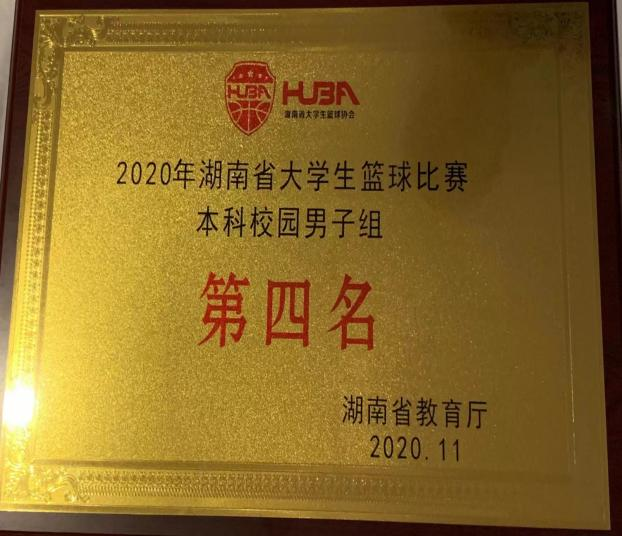 HUBA
HUBA
湖南省大学生篮球协会
2020年湖南省大学生篮球比赛
本科校园男子组
第四名
湖南省教育厅
2020.11